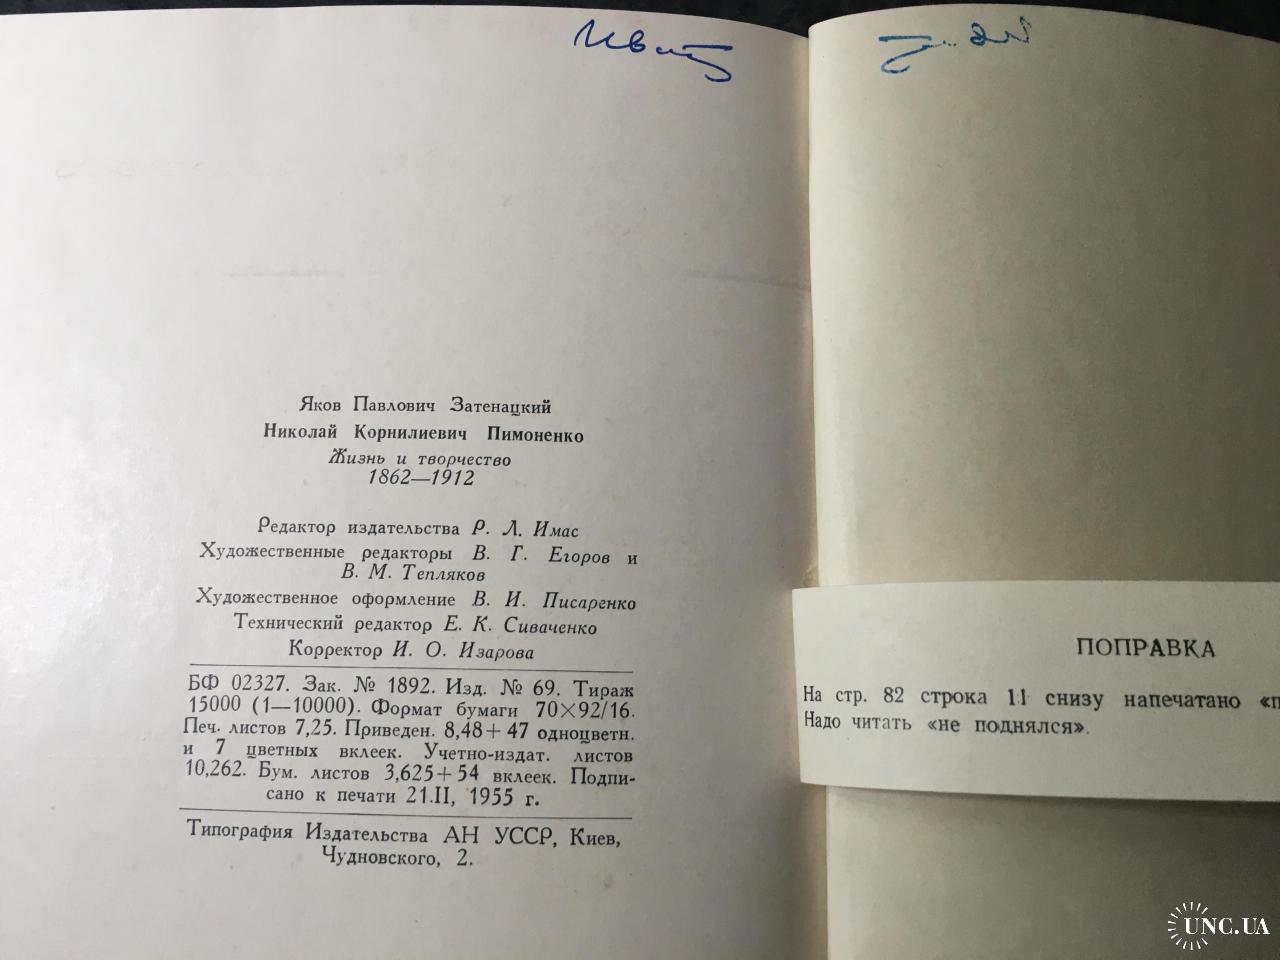 Яков Павлович Затенацкий
Николай Корнилиевич Пимоненко
Жизнь и творчество
1862—1912
Редактор издательства Р. Л. Имас
Художественные редакторы В. Г. Егоров и
В. М. Тепляков
Художественное оформление В. И. Писаренко
Технический редактор Е. К. Сиваченко
Корректор И. О. Изарова
БФ 02327. Зак. № 1892. Изд. № 69. Тираж
15000 (1—10000). Формат бумаги 70×92/16.
Печ. листов 7,25. Приведен. 8,48+47 одноцветн.
и 7 цветных вклеек. Учетно-издат. листов
10,262. Бум. листов 3,625+54 вклеек. Подпи-
сано к печати 21.II, 1955 г.
Типография Издательства АН УССР, Киев,
Чудновского, 2.
ПОПРАВКА
На стр. 82 строка 11 снизу напечатано
Надо читать «не поднялся».
UNC.UA